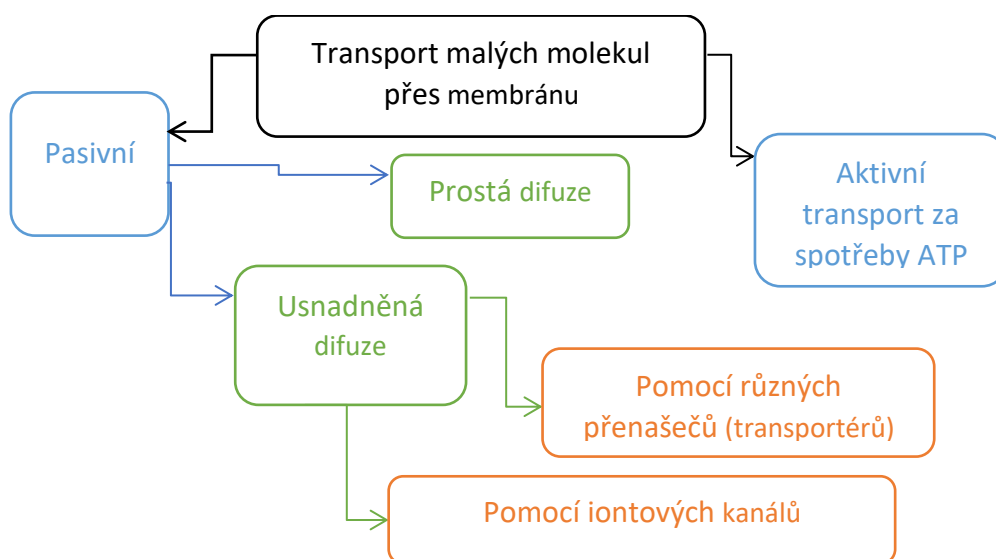 Transport malých molekul
přes membránu
Pasivní
Prostá difuze
Aktivní
transport za
spotřeby ATP
Usnadněná
difuze
Pomocí různých
přenašečů (transportérů)
Pomocí iontových kanálů